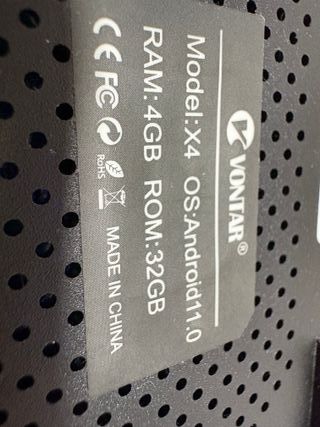 VONTAR®
Model:X4 OS:Android11.0
RAM:4GB ROM:32GB
CE FC RoHS MADE IN CHINA